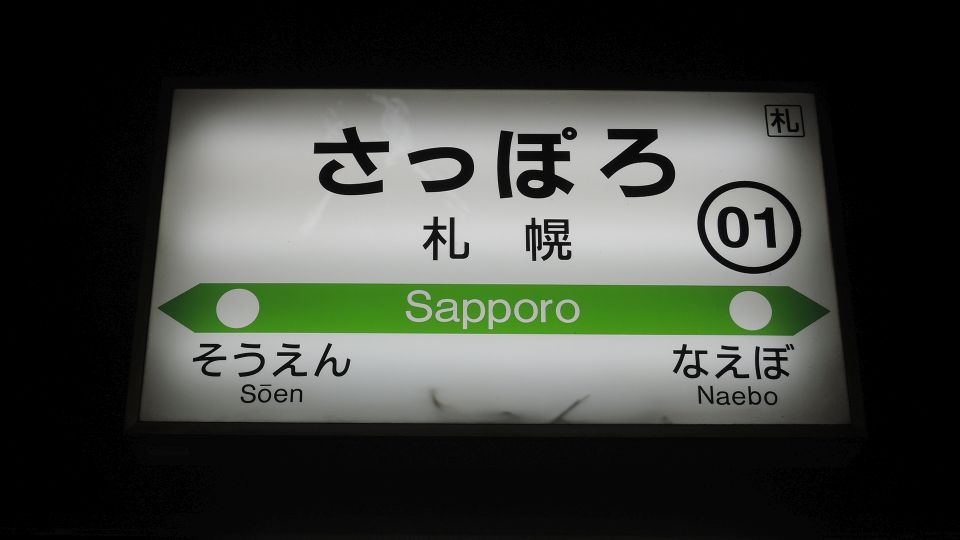 札
さっぽろ
札幌
01
Sapporo
そうえん なえぼ
Sōen Naebo